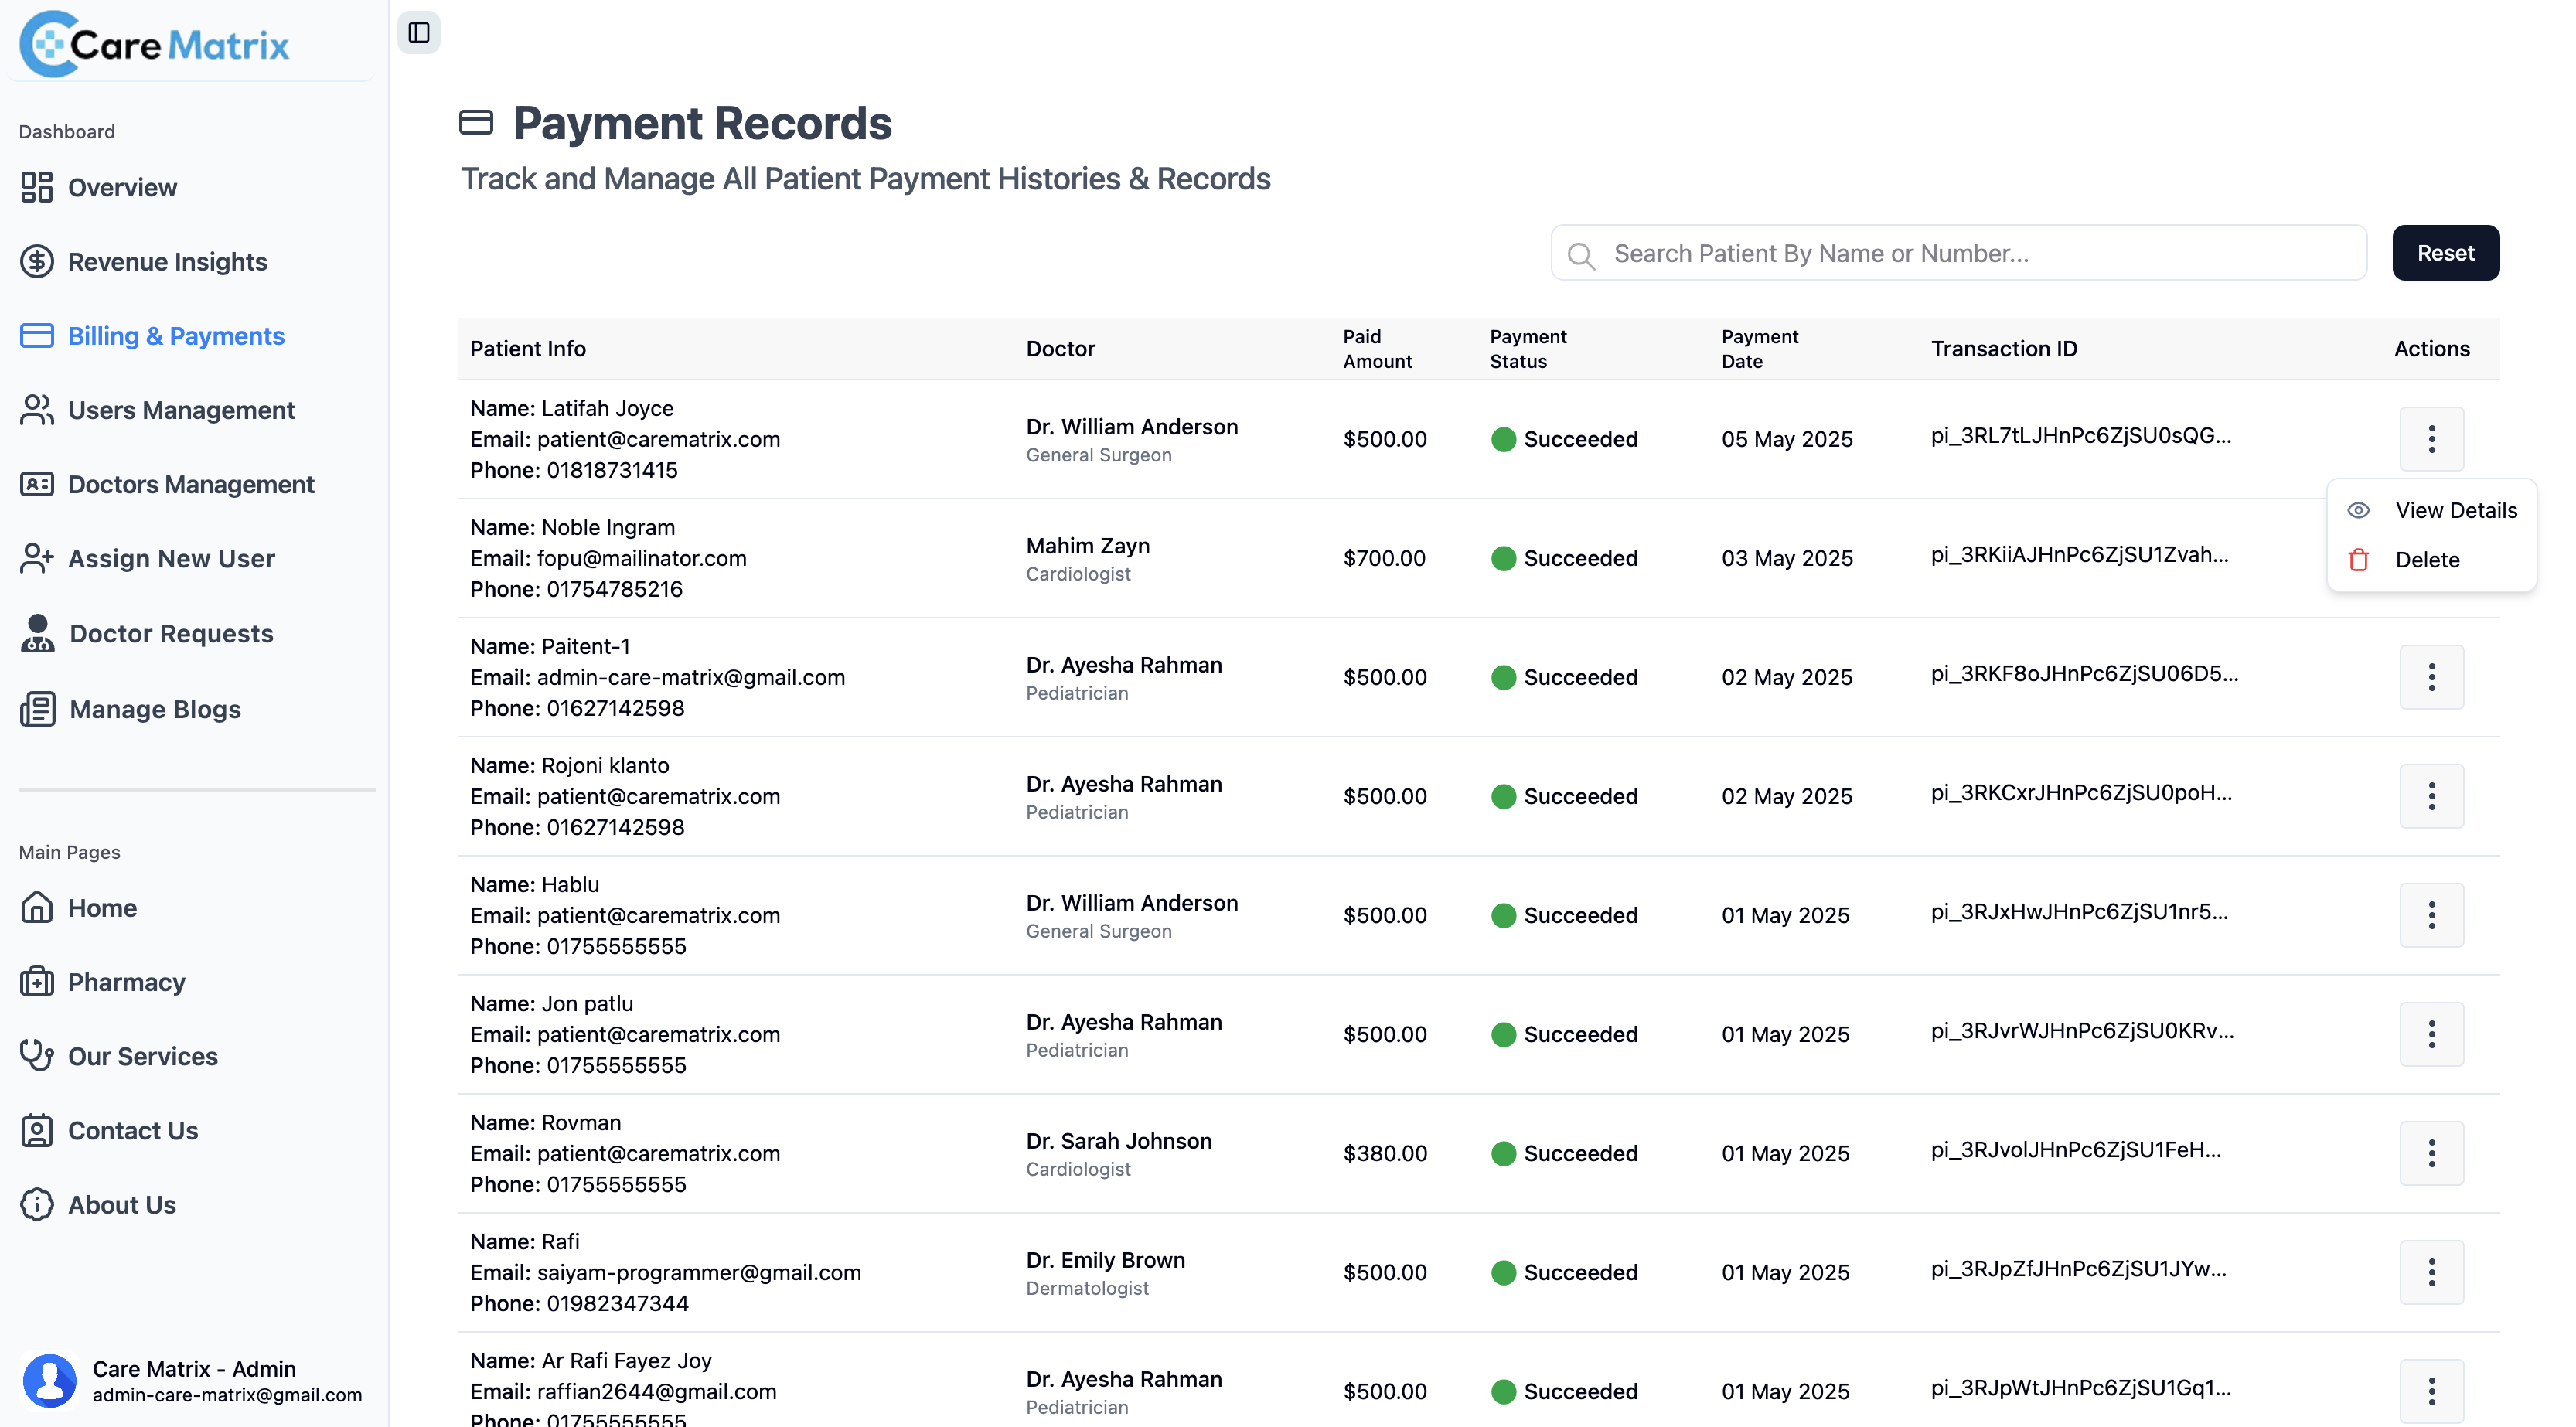 Care Matrix
Dashboard
Overview
Revenue Insights
Billing & Payments
Users Management
Doctors Management
Assign New User
Doctor Requests
Manage Blogs
Main Pages
Home
Pharmacy
Our Services
Contact Us
About Us
Care Matrix - Admin
admin-care-matrix@gmail.com
Payment Records
Track and Manage All Patient Payment Histories & Records
Search Patient By Name or Number...
Reset
Patient Info
Doctor
Paid
Amount
Payment
Status
Payment
Date
Transaction ID
Actions
Name: Latifah Joyce
Email: patient@carematrix.com
Phone: 01818731415
Dr. William Anderson
General Surgeon
$500.00
Succeeded
05 May 2025
pi_3RL7tLJHnPc6ZjSU0sQG...
View Details
Delete
Name: Noble Ingram
Email: fopu@mailinator.com
Phone: 01754785216
Mahim Zayn
Cardiologist
$700.00
Succeeded
03 May 2025
pi_3RKiiAJHnPc6ZjSU1Zvah...
Name: Paitent-1
Email: admin-care-matrix@gmail.com
Phone: 01627142598
Dr. Ayesha Rahman
Pediatrician
$500.00
Succeeded
02 May 2025
pi_3RKF8oJHnPc6ZjSU06D5...
Name: Rojoni klanto
Email: patient@carematrix.com
Phone: 01627142598
Dr. Ayesha Rahman
Pediatrician
$500.00
Succeeded
02 May 2025
pi_3RKCxrJHnPc6ZjSU0poH...
Name: Hablu
Email: patient@carematrix.com
Phone: 01755555555
Dr. William Anderson
General Surgeon
$500.00
Succeeded
01 May 2025
pi_3RJxHwJHnPc6ZjSU1nr5...
Name: Jon patlu
Email: patient@carematrix.com
Phone: 01755555555
Dr. Ayesha Rahman
Pediatrician
$500.00
Succeeded
01 May 2025
pi_3RJvrWJHnPc6ZjSU0KRv...
Name: Rovman
Email: patient@carematrix.com
Phone: 01755555555
Dr. Sarah Johnson
Cardiologist
$380.00
Succeeded
01 May 2025
pi_3RJvolJHnPc6ZjSU1FeH...
Name: Rafi
Email: saiyam-programmer@gmail.com
Phone: 01982347344
Dr. Emily Brown
Dermatologist
$500.00
Succeeded
01 May 2025
pi_3RJpZfJHnPc6ZjSU1JYw...
Name: Ar Rafi Fayez Joy
Email: raffian2644@gmail.com
Phone: 01755555555
Dr. Ayesha Rahman
Pediatrician
$500.00
Succeeded
01 May 2025
pi_3RJpWtJHnPc6ZjSU1Gq1...